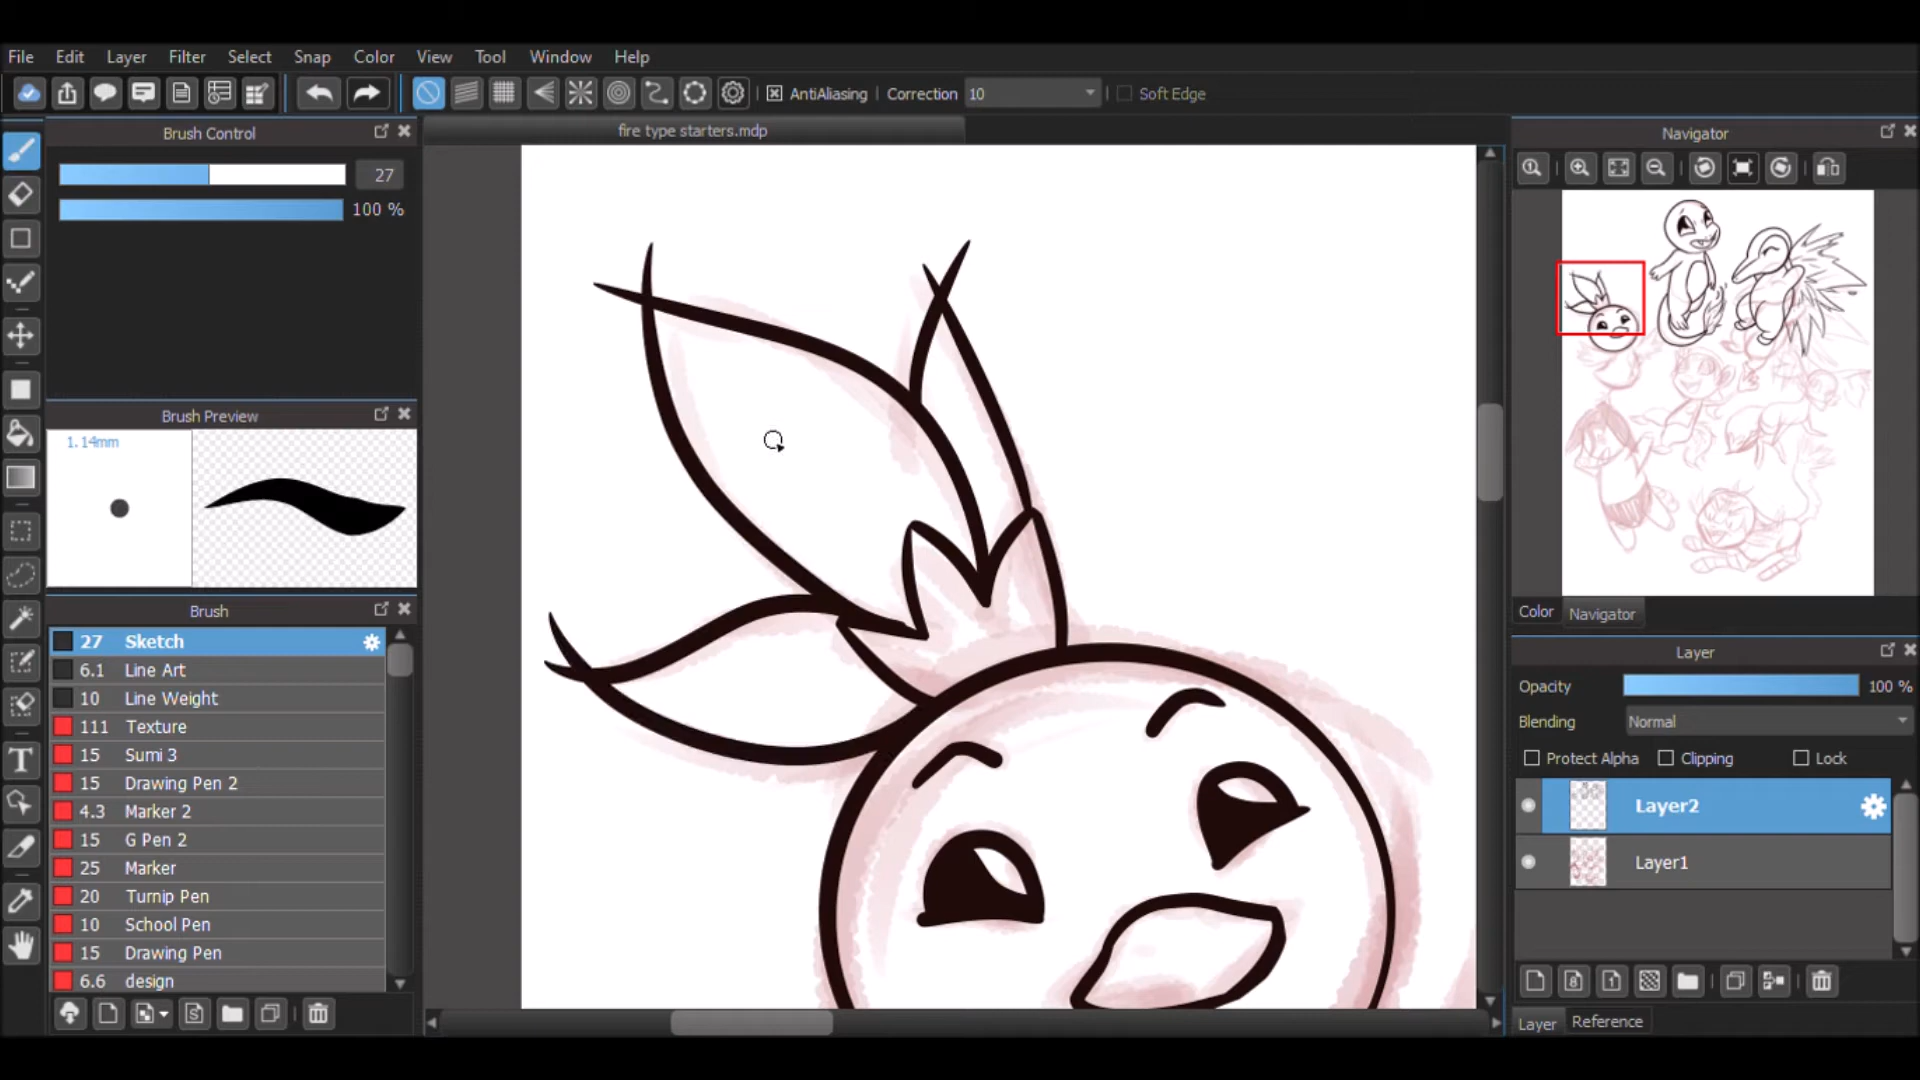 File Edit Layer Filter Select Snap Color View Tool Window Help
AntiAliasing Correction 10 Soft Edge
Brush Control
27
100 %
Brush Preview
1.14mm
Brush
27 Sketch
6.1 Line Art
10 Line Weight
111 Texture
15 Sumi 3
15 Drawing Pen 2
4.3 Marker 2
15 G Pen 2
25 Marker
20 Turnip Pen
10 School Pen
15 Drawing Pen
6.6 design
fire type starters.mdp
Navigator
Color Navigator
Layer
Opacity 100 %
Blending Normal
Protect Alpha Clipping Lock
Layer2
Layer1
Layer Reference